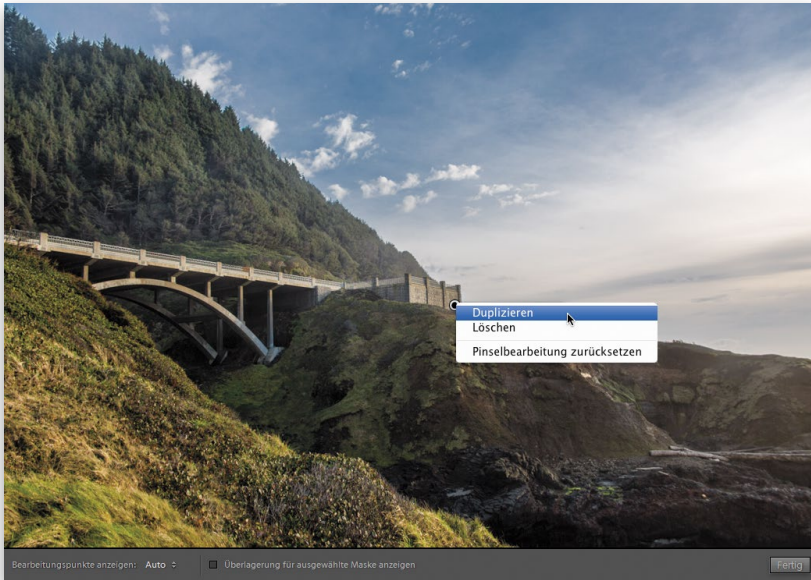 Duplizieren
Löschen
Pinselbearbeitung zurücksetzen
Bearbeitungspunkte anzeigen: Auto Überlagerung für ausgewählte Maske anzeigen Fertig